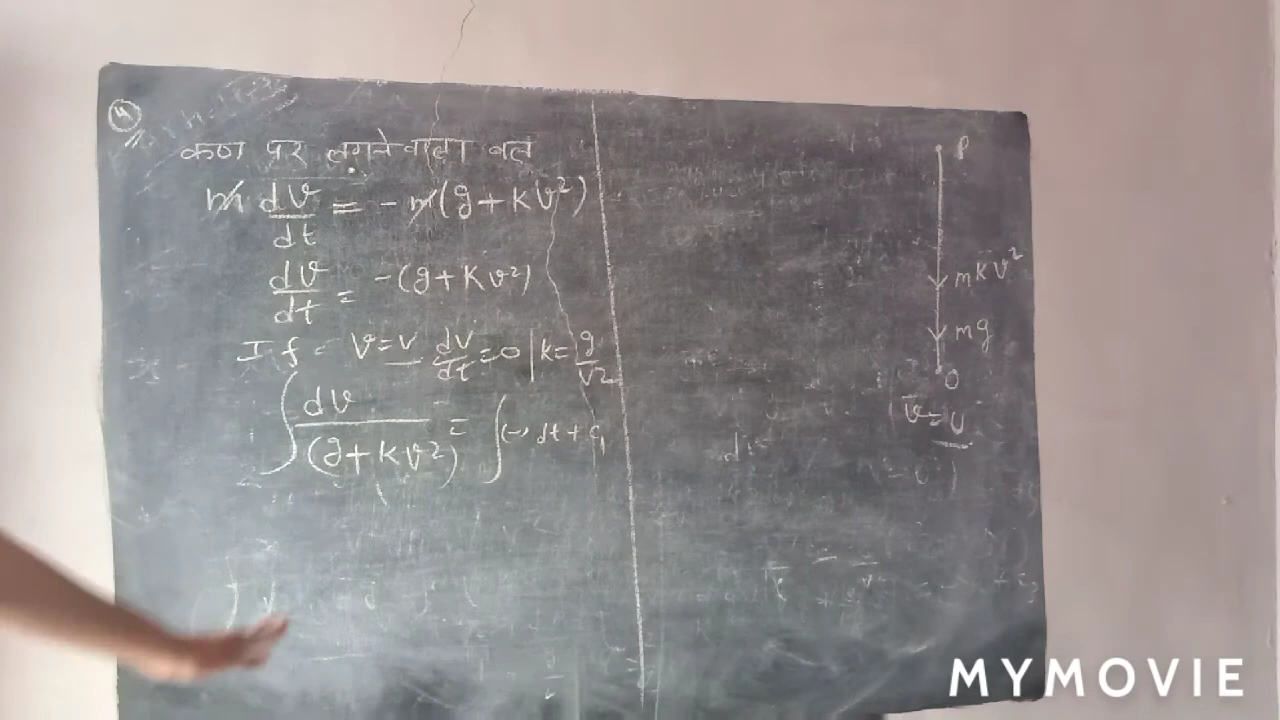 4
कण पर लगने वाला बल
m dv/dt = -m(g+kv²)
dv/dt = -(g+kv²)
If V=V dv/dt=0 | k=g/V²
∫ dv/(g+kv²) = ∫(-) dt + c₁
P
mkv²
mg
O
v=u
MYMOVIE